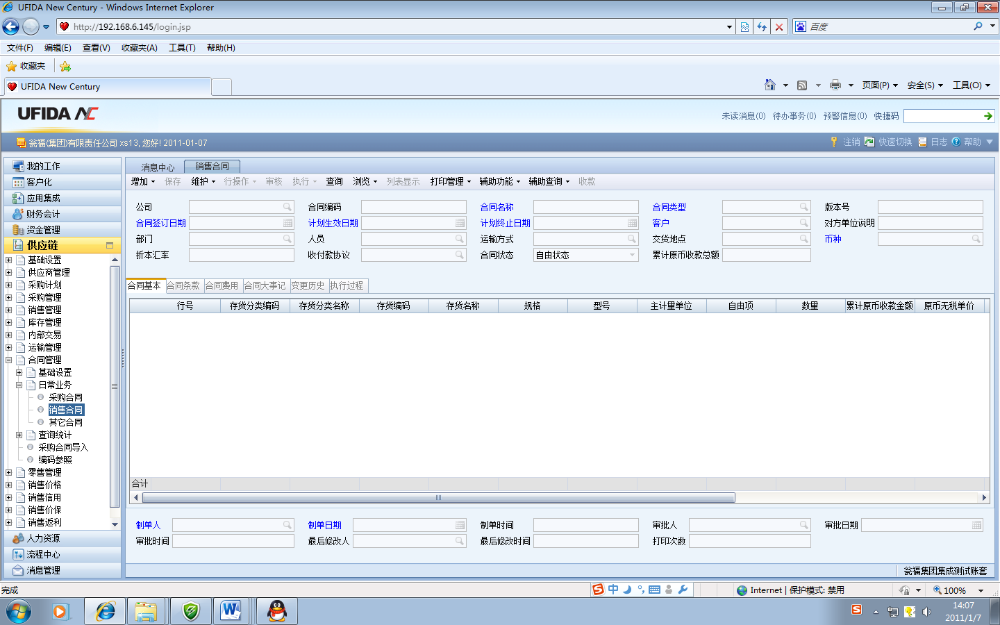 UFIDA New Century - Windows Internet Explorer
http://192.168.6.145/login.jsp
百度
文件(F) 编辑(E) 查看(V) 收藏夹(A) 工具(T) 帮助(H)
收藏夹
UFIDA New Century
页面(P) 安全(S) 工具(O)
UFIDA NC
未读消息(0) 待办事务(0) 预警信息(0) 快捷码
瓮福(集团)有限责任公司 xs13, 您好! 2011-01-07
注销 快速切换 日志 帮助
我的工作
客户化
应用集成
财务会计
资金管理
供应链
基础设置
供应商管理
采购计划
采购管理
销售管理
库存管理
内部交易
运输管理
合同管理
基础设置
日常业务
采购合同
销售合同
其它合同
查询统计
采购合同导入
编码参照
零售管理
销售价格
销售信用
销售价保
销售返利
人力资源
流程中心
消息管理
消息中心 销售合同
增加 保存 维护 行操作 审核 执行 查询 浏览 列表显示 打印管理 辅助功能 辅助查询 收款
公司 合同编码 合同名称 合同类型 版本号
合同签订日期 计划生效日期 计划终止日期 客户 对方单位说明
部门 人员 运输方式 交货地点 币种
折本汇率 收付款协议 合同状态 自由状态 累计原币收款总额
合同基本 合同条款 合同费用 合同大事记 变更历史 执行过程
行号 存货分类编码 存货分类名称 存货编码 存货名称 规格 型号 主计量单位 自由项 数量 累计原币收款金额 原币无税单价
合计
制单人 制单日期 制单时间 审批人 审批日期
审批时间 最后修改人 最后修改时间 打印次数
瓮福集团集成测试账套
完成
中
Internet | 保护模式: 禁用
100%
14:07
2011/1/7